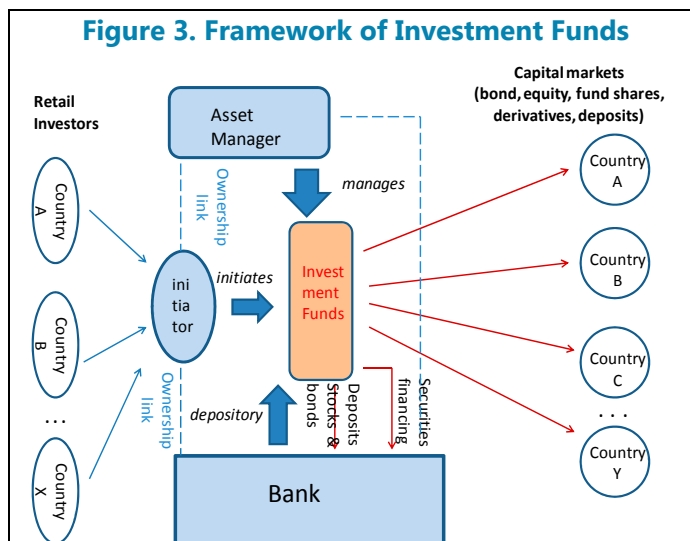 Figure 3. Framework of Investment Funds
Retail
Investors
Capital markets
(bond, equity, fund shares,
derivatives, deposits)
Asset
Manager
manages
Ownership
link
Country
A
Country
B
...
Country
X
ini
tia
tor
initiates
Invest
ment
Funds
Country
A
Country
B
Country
C
...
Country
Y
Ownership
link
depository
Deposits
Stocks &
bonds
Securities
financing
Bank